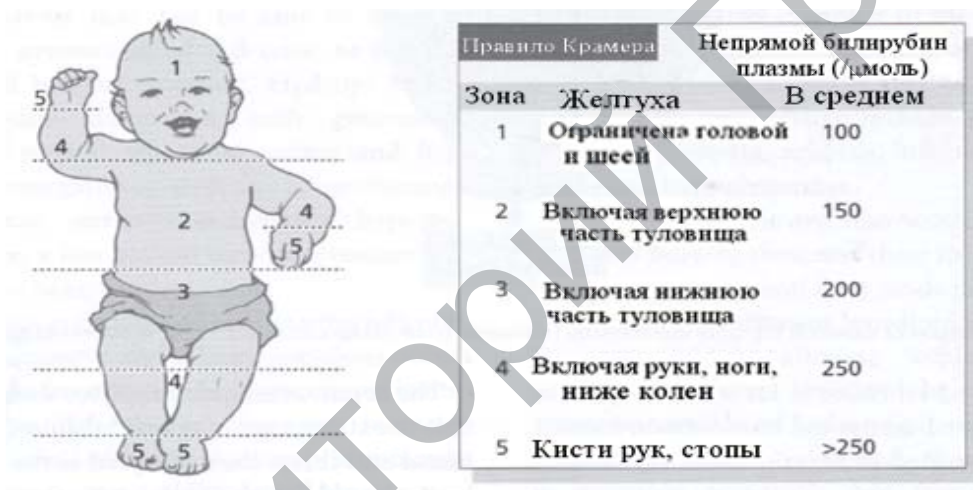 1
5
4
2
4
5
3
4
5
5
Правило Крамера
Непрямой билирубин
плазмы (/μмоль)
Зона Желтуха В среднем
1 Ограничена головой 100
и шеей
2 Включая верхнюю 150
часть туловища
3 Включая нижнюю 200
часть туловища
4 Включая руки, ноги, 250
ниже колен
5 Кисти рук, стопы >250